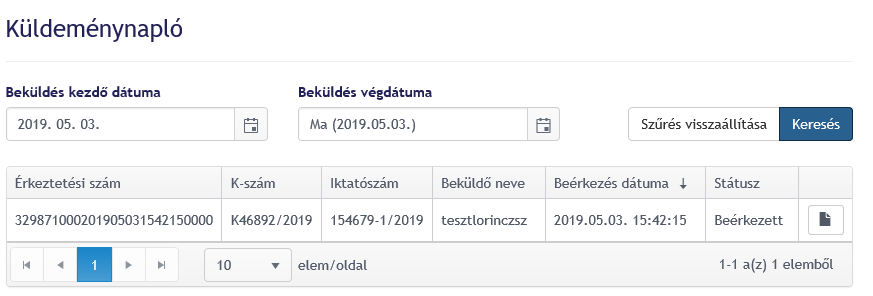 Küldeménynapló
Beküldés kezdő dátuma Beküldés végdátuma
2019. 05. 03. Ma (2019.05.03.) Szűrés visszaállítása Keresés
Érkeztetési szám K-szám Iktatószám Beküldő neve Beérkezés dátuma ↓ Státusz
329871000201905031542150000 K46892/2019 154679-1/2019 tesztlorinczsz 2019.05.03. 15:42:15 Beérkezett
1 10 elem/oldal 1-1 a(z) 1 elemből